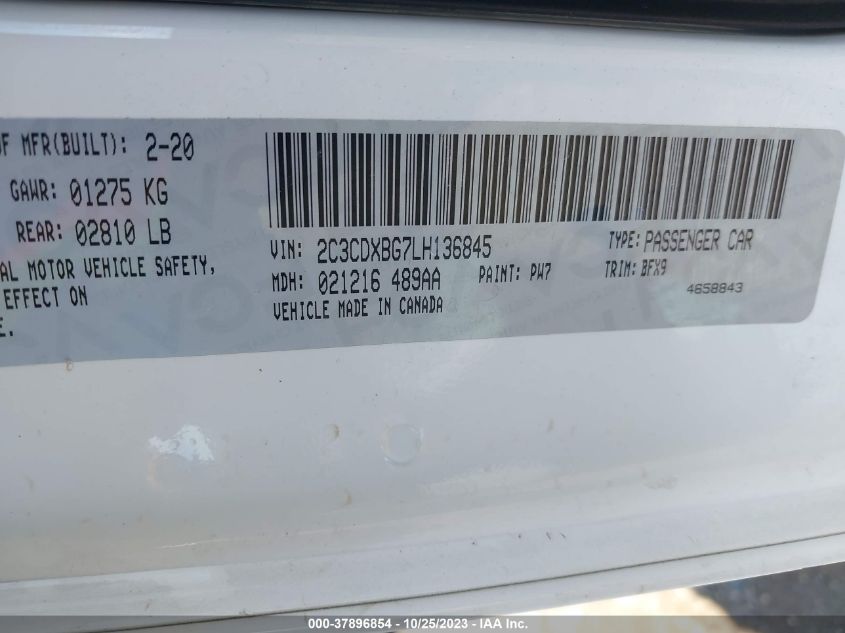 OF MFR(BUILT): 2-20
GAWR: 01275 KG
REAR: 02810 LB
AL MOTOR VEHICLE SAFETY,
EFFECT ON
E.
VIN: 2C3CDXBG7LH136845 TYPE: PASSENGER CAR
MDH: 021216 489AA PAINT: PW7 TRIM: BFX9
VEHICLE MADE IN CANADA 4658843
000-37896854 - 10/25/2023 - IAA Inc.